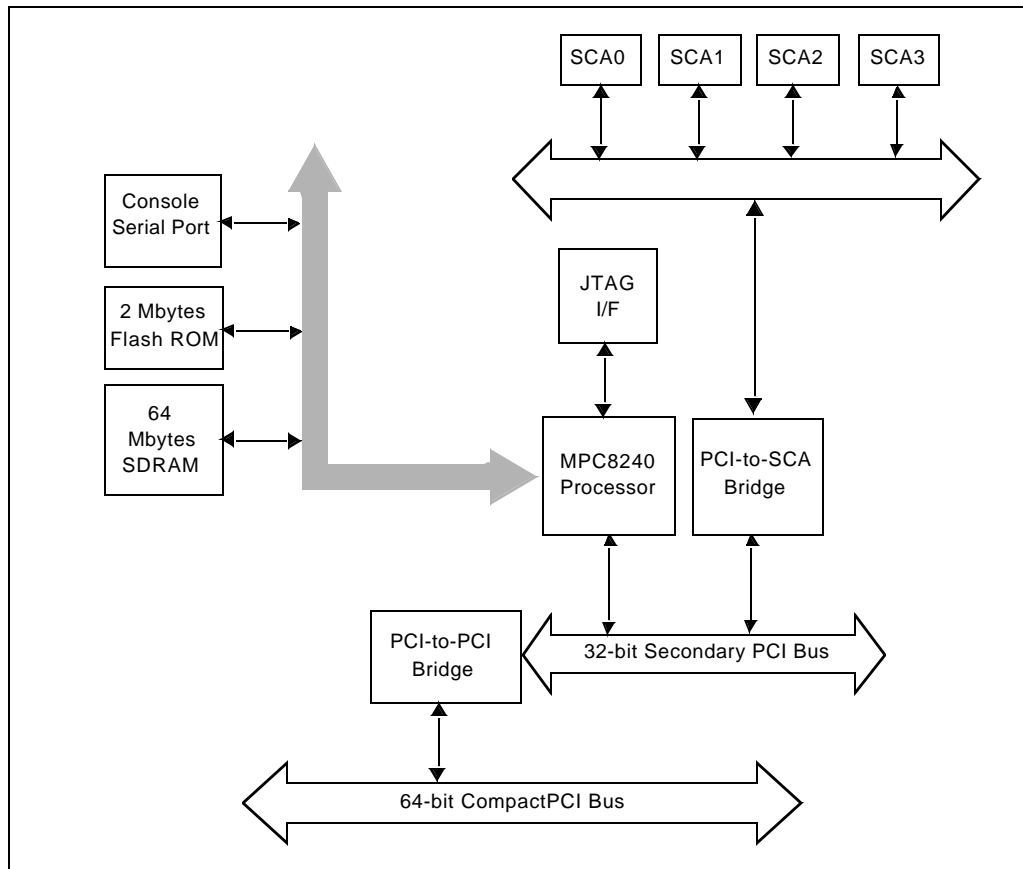 SCA0
SCA1
SCA2
SCA3
Console
Serial Port
JTAG
I/F
2 Mbytes
Flash ROM
64
Mbytes
SDRAM
MPC8240
Processor
PCI-to-SCA
Bridge
PCI-to-PCI
Bridge
32-bit Secondary PCI Bus
64-bit CompactPCI Bus